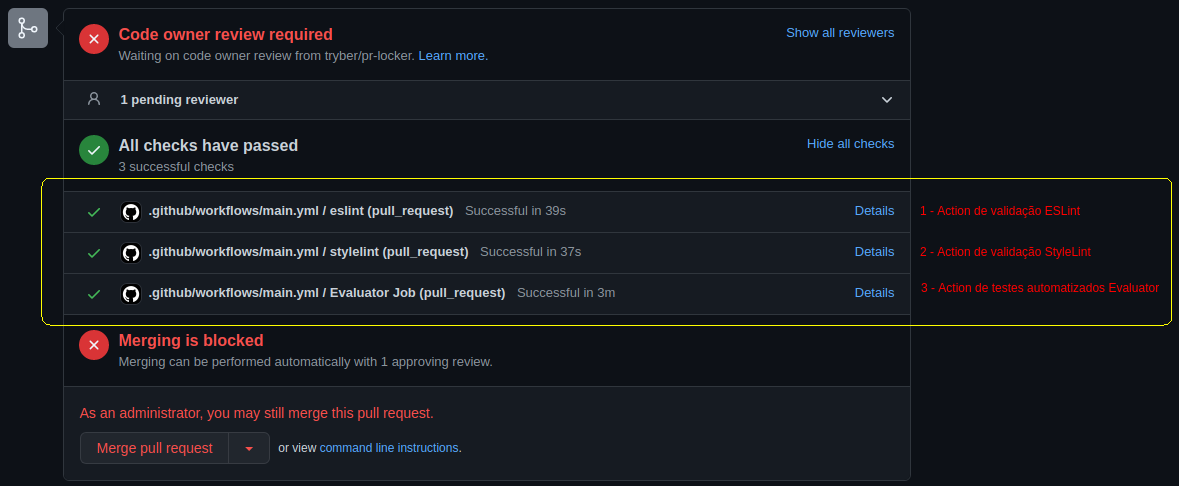 Code owner review required
Show all reviewers
Waiting on code owner review from tryber/pr-locker. Learn more.
1 pending reviewer
All checks have passed
Hide all checks
3 successful checks
.github/workflows/main.yml / eslint (pull_request) Successful in 39s Details 1 - Action de validação ESLint
.github/workflows/main.yml / stylelint (pull_request) Successful in 37s Details 2 - Action de validação StyleLint
.github/workflows/main.yml / Evaluator Job (pull_request) Successful in 3m Details 3 - Action de testes automatizados Evaluator
Merging is blocked
Merging can be performed automatically with 1 approving review.
As an administrator, you may still merge this pull request.
Merge pull request or view command line instructions.